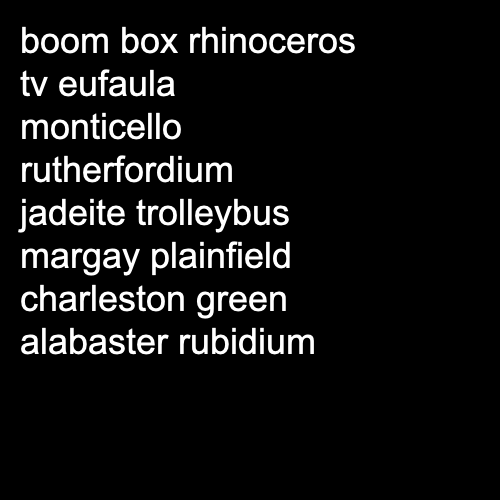 boom box rhinoceros
tv eufaula
monticello
rutherfordium
jadeite trolleybus
margay plainfield
charleston green
alabaster rubidium